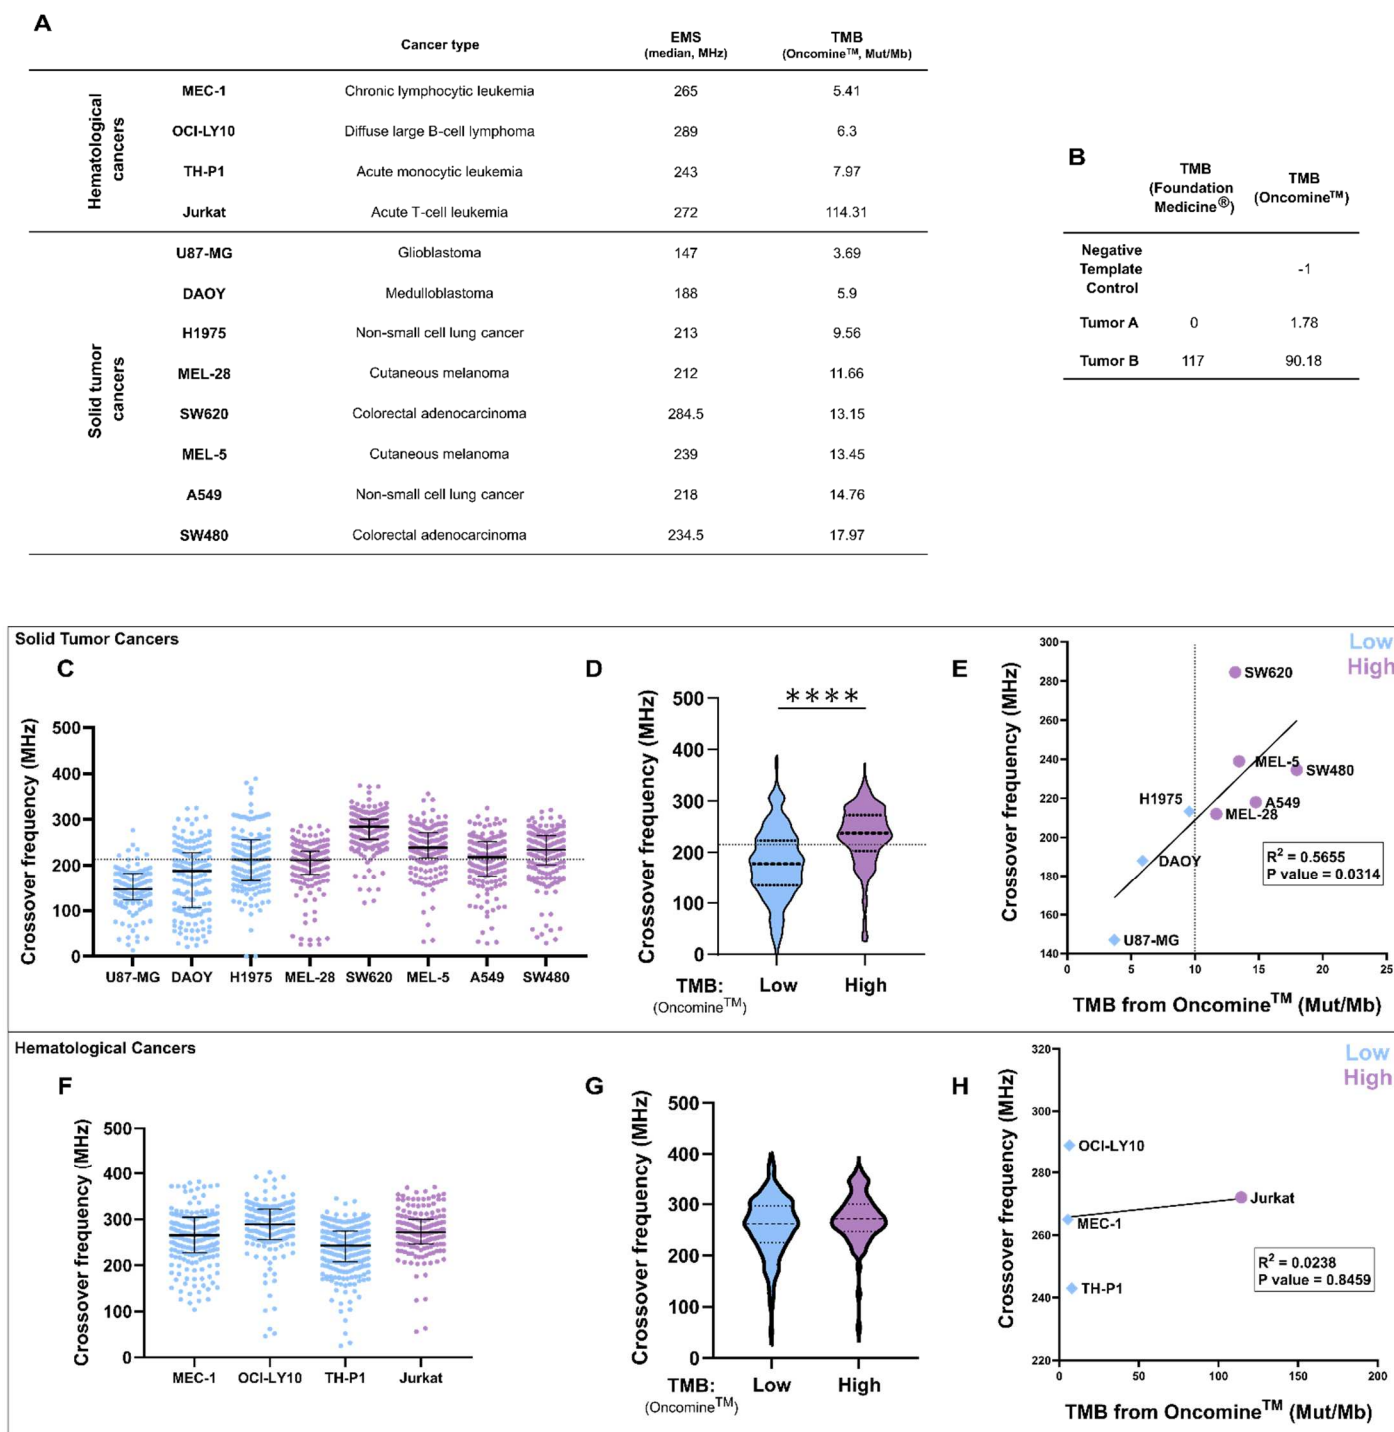 A
Cancer type
EMS
(median, MHz)
TMB
(Oncomine™, Mut/Mb)
Hematological
cancers
MEC-1 Chronic lymphocytic leukemia 265 5.41
OCI-LY10 Diffuse large B-cell lymphoma 289 6.3
TH-P1 Acute monocytic leukemia 243 7.97
Jurkat Acute T-cell leukemia 272 114.31
Solid tumor
cancers
U87-MG Glioblastoma 147 3.69
DAOY Medulloblastoma 188 5.9
H1975 Non-small cell lung cancer 213 9.56
MEL-28 Cutaneous melanoma 212 11.66
SW620 Colorectal adenocarcinoma 284.5 13.15
MEL-5 Cutaneous melanoma 239 13.45
A549 Non-small cell lung cancer 218 14.76
SW480 Colorectal adenocarcinoma 234.5 17.97
B
TMB
(Foundation
Medicine®)
TMB
(Oncomine™)
Negative
Template
Control
-1
Tumor A 0 1.78
Tumor B 117 90.18
Solid Tumor Cancers
C
Crossover frequency (MHz)
500
400
300
200
100
0
U87-MG DAOY H1975 MEL-28 SW620 MEL-5 A549 SW480
D
Crossover frequency (MHz)
500
400
300
200
100
0
****
TMB: Low High
(Oncomine™)
E
Low
High
Crossover frequency (MHz)
300
280
260
240
220
200
180
160
140
SW620
MEL-5
SW480
H1975
A549
MEL-28
DAOY
U87-MG
R² = 0.5655
P value = 0.0314
0 5 10 15 20 25
TMB from Oncomine™ (Mut/Mb)
Hematological Cancers
F
Crossover frequency (MHz)
500
400
300
200
100
0
MEC-1 OCI-LY10 TH-P1 Jurkat
G
Crossover frequency (MHz)
500
400
300
200
100
0
TMB: Low High
(Oncomine™)
H
Low
High
Crossover frequency (MHz)
320
300
280
260
240
220
OCI-LY10
Jurkat
MEC-1
TH-P1
R² = 0.0238
P value = 0.8459
0 50 100 150 200
TMB from Oncomine™ (Mut/Mb)